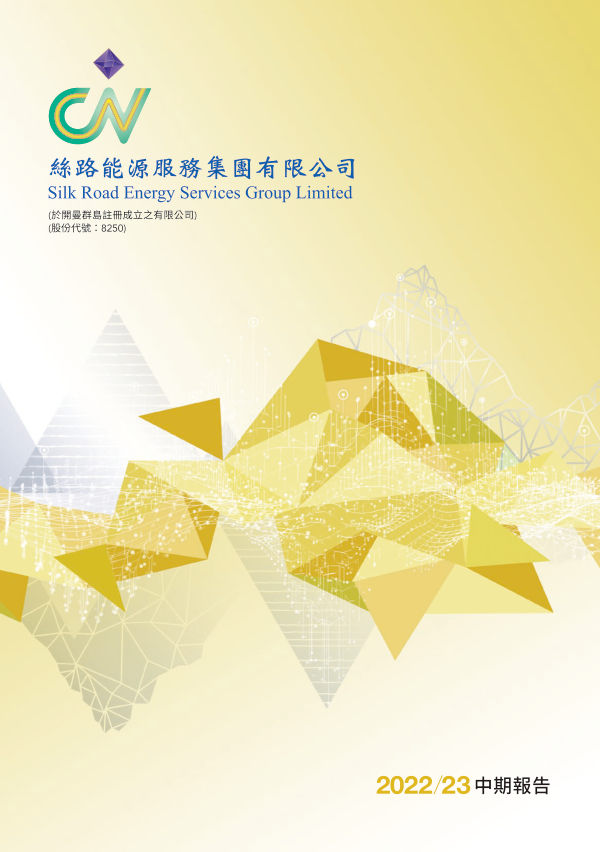 CN
絲路能源服務集團有限公司
Silk Road Energy Services Group Limited
(於開曼群島註冊成立之有限公司)
(股份代號：8250)
2022/23 中期報告